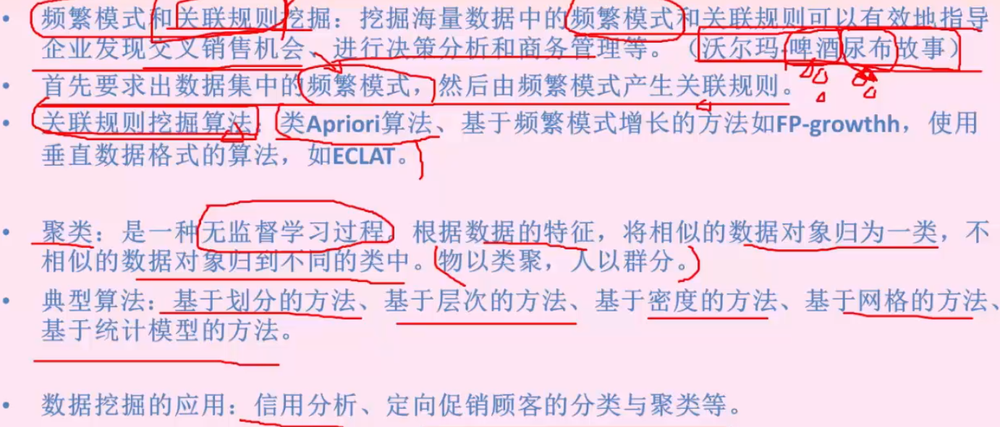 • 频繁模式和关联规则挖掘：挖掘海量数据中的频繁模式和关联规则可以有效地指导
企业发现交叉销售机会、进行决策分析和商务管理等。（沃尔玛-啤酒尿布故事）
• 首先要求出数据集中的频繁模式，然后由频繁模式产生关联规则。
• 关联规则挖掘算法：类Apriori算法、基于频繁模式增长的方法如FP-growthh，使用
垂直数据格式的算法，如ECLAT。
• 聚类：是一种无监督学习过程。根据数据的特征，将相似的数据对象归为一类，不
相似的数据对象归到不同的类中。（物以类聚，人以群分。）
• 典型算法：基于划分的方法、基于层次的方法、基于密度的方法、基于网格的方法、
基于统计模型的方法。
• 数据挖掘的应用：信用分析、定向促销顾客的分类与聚类等。